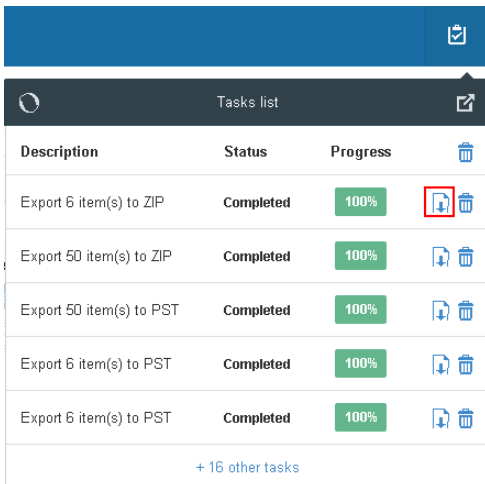 Tasks list
Description Status Progress
Export 6 item(s) to ZIP Completed 100%
Export 50 item(s) to ZIP Completed 100%
Export 50 item(s) to PST Completed 100%
Export 6 item(s) to PST Completed 100%
Export 6 item(s) to PST Completed 100%
+ 16 other tasks